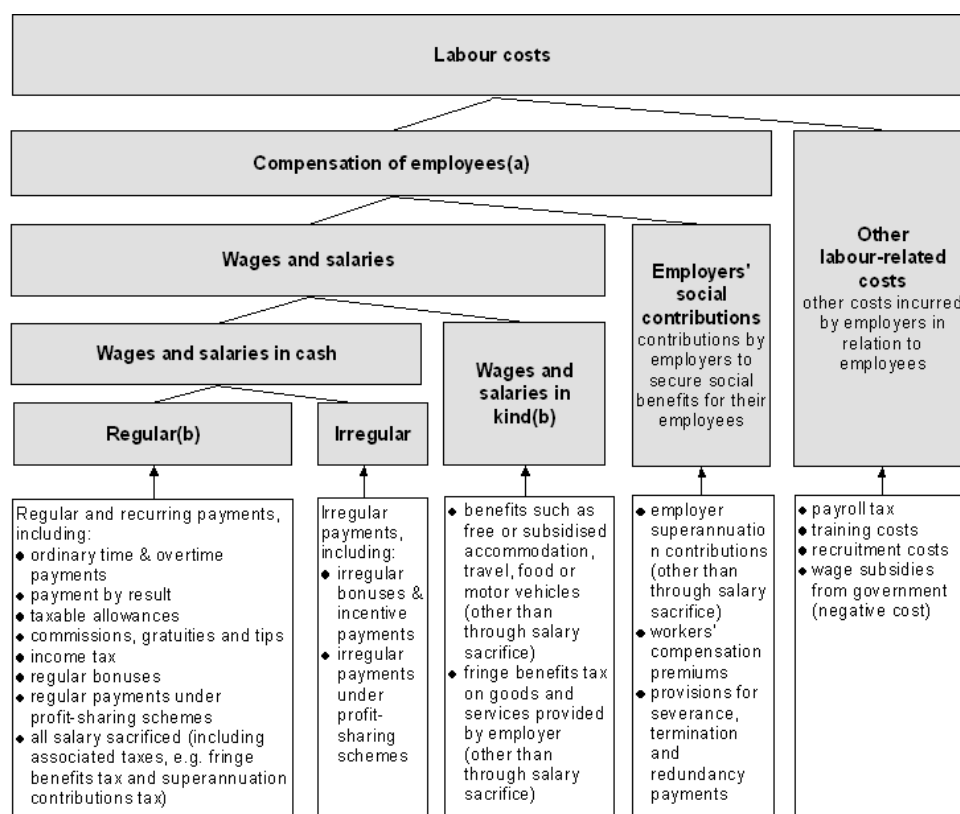 Labour costs
Compensation of employees(a)
Other
labour-related
costs
other costs incurred
by employers in
relation to
employees
Wages and salaries
Employers'
social
contributions
contributions by
employers to
secure social
benefits for their
employees
Wages and salaries in cash
Wages and
salaries in
kind(b)
Regular(b)
Irregular
Regular and recurring payments,
including:
● ordinary time & overtime
payments
● payment by result
● taxable allowances
● commissions, gratuities and tips
● income tax
● regular bonuses
● regular payments under
profit-sharing schemes
● all salary sacrificed (including
associated taxes, e.g. fringe
benefits tax and superannuation
contributions tax)
Irregular
payments,
including:
● irregular
bonuses &
incentive
payments
● irregular
payments
under
profit-
sharing
schemes
● benefits such as
free or subsidised
accommodation,
travel, food or
motor vehicles
(other than
through salary
sacrifice)
● fringe benefits tax
on goods and
services provided
by employer
(other than
through salary
sacrifice)
● employer
superannuatio
n contributions
(other than
through salary
sacrifice)
● workers'
compensation
premiums
● provisions for
severance,
termination
and
redundancy
payments
● payroll tax
● training costs
● recruitment costs
● wage subsidies
from government
(negative cost)